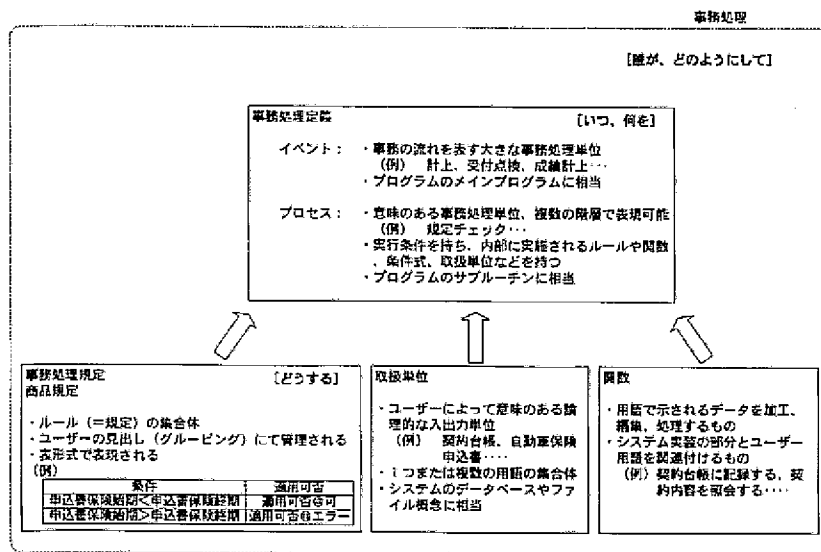 事務処理
[誰が、どのようにして]
事務処理定義 [いつ、何を]
イベント： ・事務の流れを表す大きな事務処理単位
（例） 計上、受付点検、成績計上・・・
・プログラムのメインプログラムに相当
プロセス： ・意味のある事務処理単位、複数の階層で表現可能
（例） 規定チェック・・・
・実行条件を持ち、内部に実施されるルールや関数
、条件式、取扱単位などを持つ
・プログラムのサブルーチンに相当
事務処理規定 [どうする]
商品規定
・ルール（＝規定）の集合体
・ユーザーの見出し（グルーピング）にて管理される
・表形式で表現される
（例）
条件 適用可否
申込書保険始期＜申込書保険終期 適用可否＠可
申込書保険始期＞申込書保険終期 適用可否＠エラー
取扱単位
・ユーザーによって意味のある論
理的な入出力単位
（例） 契約台帳、自動車保険
申込書・・・・
・１つまたは複数の用語の集合体
・システムのデータベースやファ
イル概念に相当
関数
・用語で示されるデータを加工、
編集、処理するもの
・システム実装の部分とユーザー
用語を関連付けるもの
（例）契約台帳に記録する、契
約内容を照会する・・・・